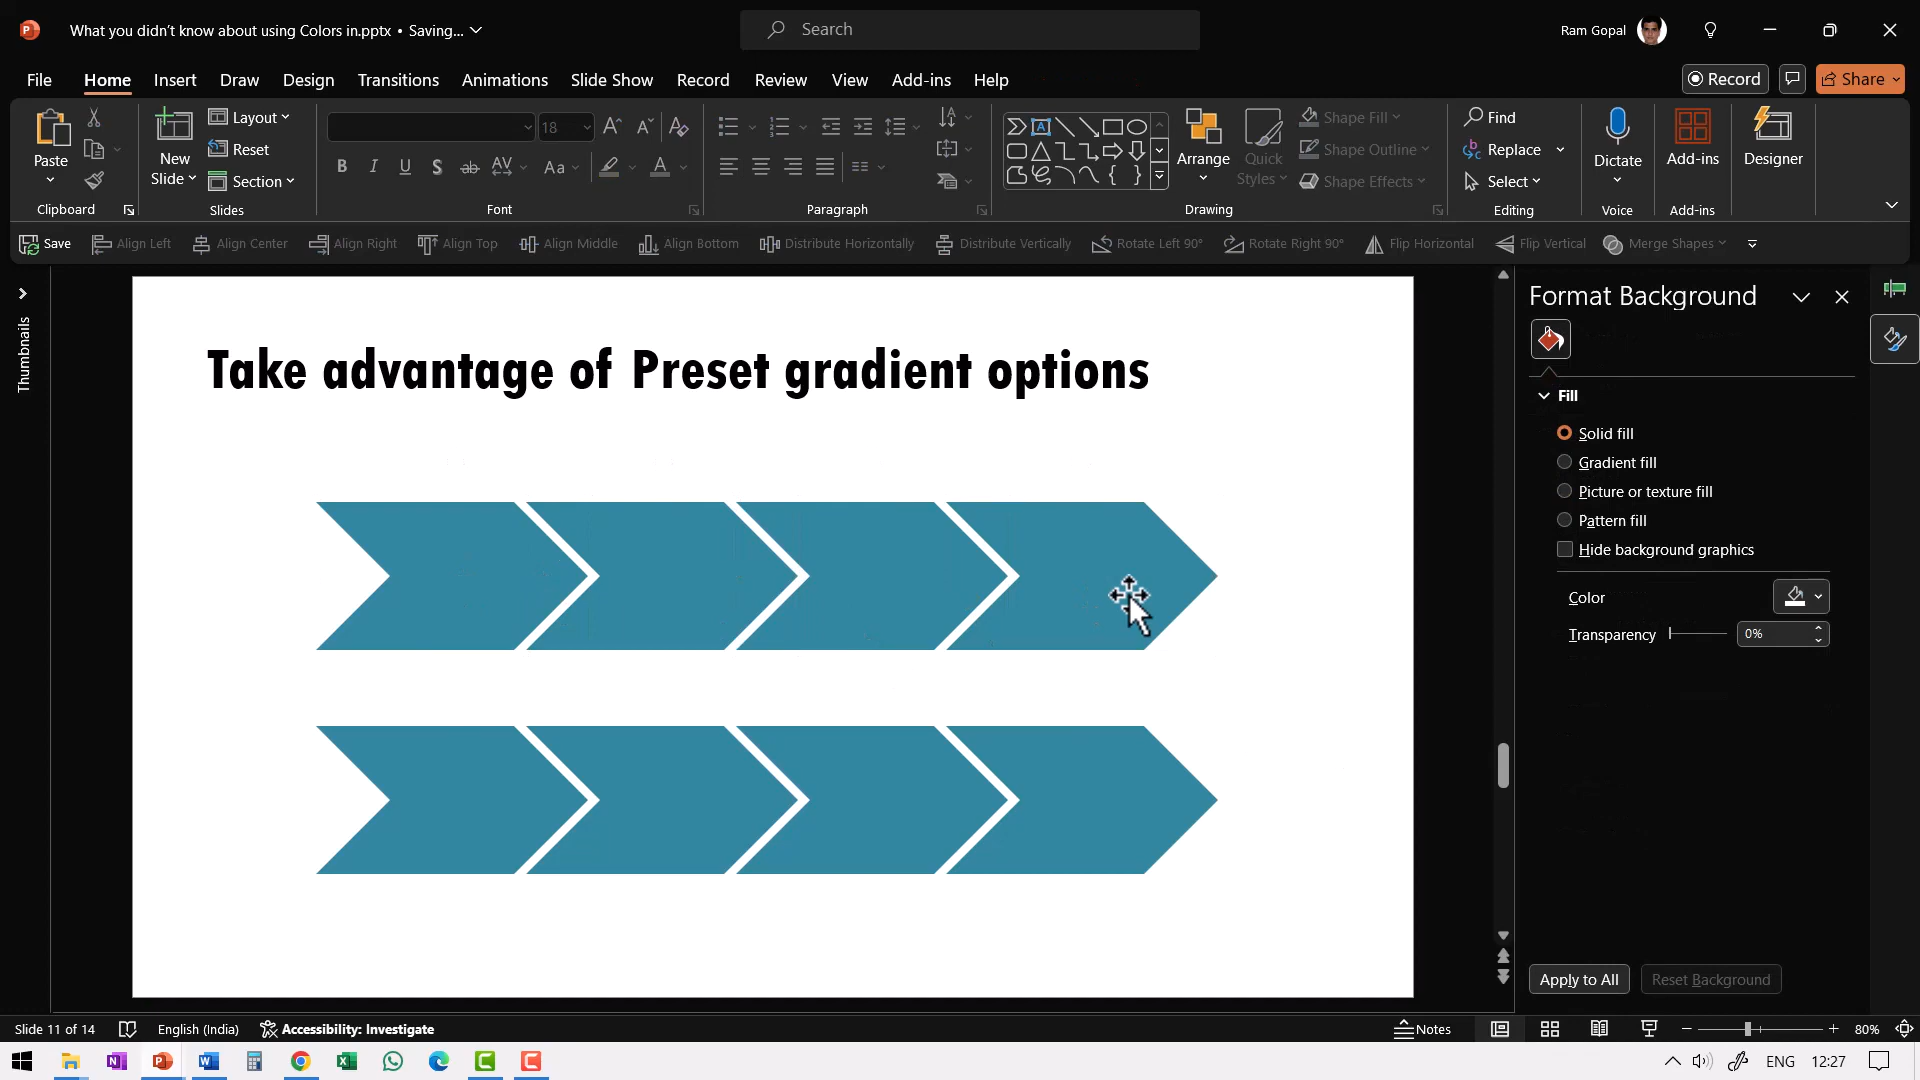 What you didn't know about using Colors in.pptx • Saving...
Search
Ram Gopal
File Home Insert Draw Design Transitions Animations Slide Show Record Review View Add-ins Help
Record
Share
Paste
New Slide
Layout
Reset
Section
18
Shape Fill
Shape Outline
Shape Effects
Arrange
Quick Styles
Find
Replace
Select
Dictate
Add-ins
Designer
Clipboard
Slides
Font
Paragraph
Drawing
Editing
Voice
Add-ins
Save Align Left Align Center Align Right Align Top Align Middle Align Bottom Distribute Horizontally Distribute Vertically Rotate Left 90° Rotate Right 90° Flip Horizontal Flip Vertical Merge Shapes
Thumbnails
Take advantage of Preset gradient options
Format Background
Fill
Solid fill
Gradient fill
Picture or texture fill
Pattern fill
Hide background graphics
Color
Transparency 0%
Apply to All Reset Background
Slide 11 of 14 English (India) Accessibility: Investigate
Notes
80%
ENG 12:27